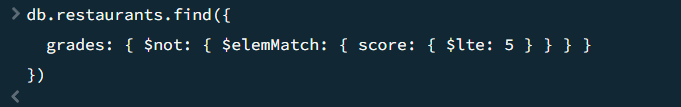 > db.restaurants.find({
grades: { $not: { $elemMatch: { score: { $lte: 5 } } } }
})
<